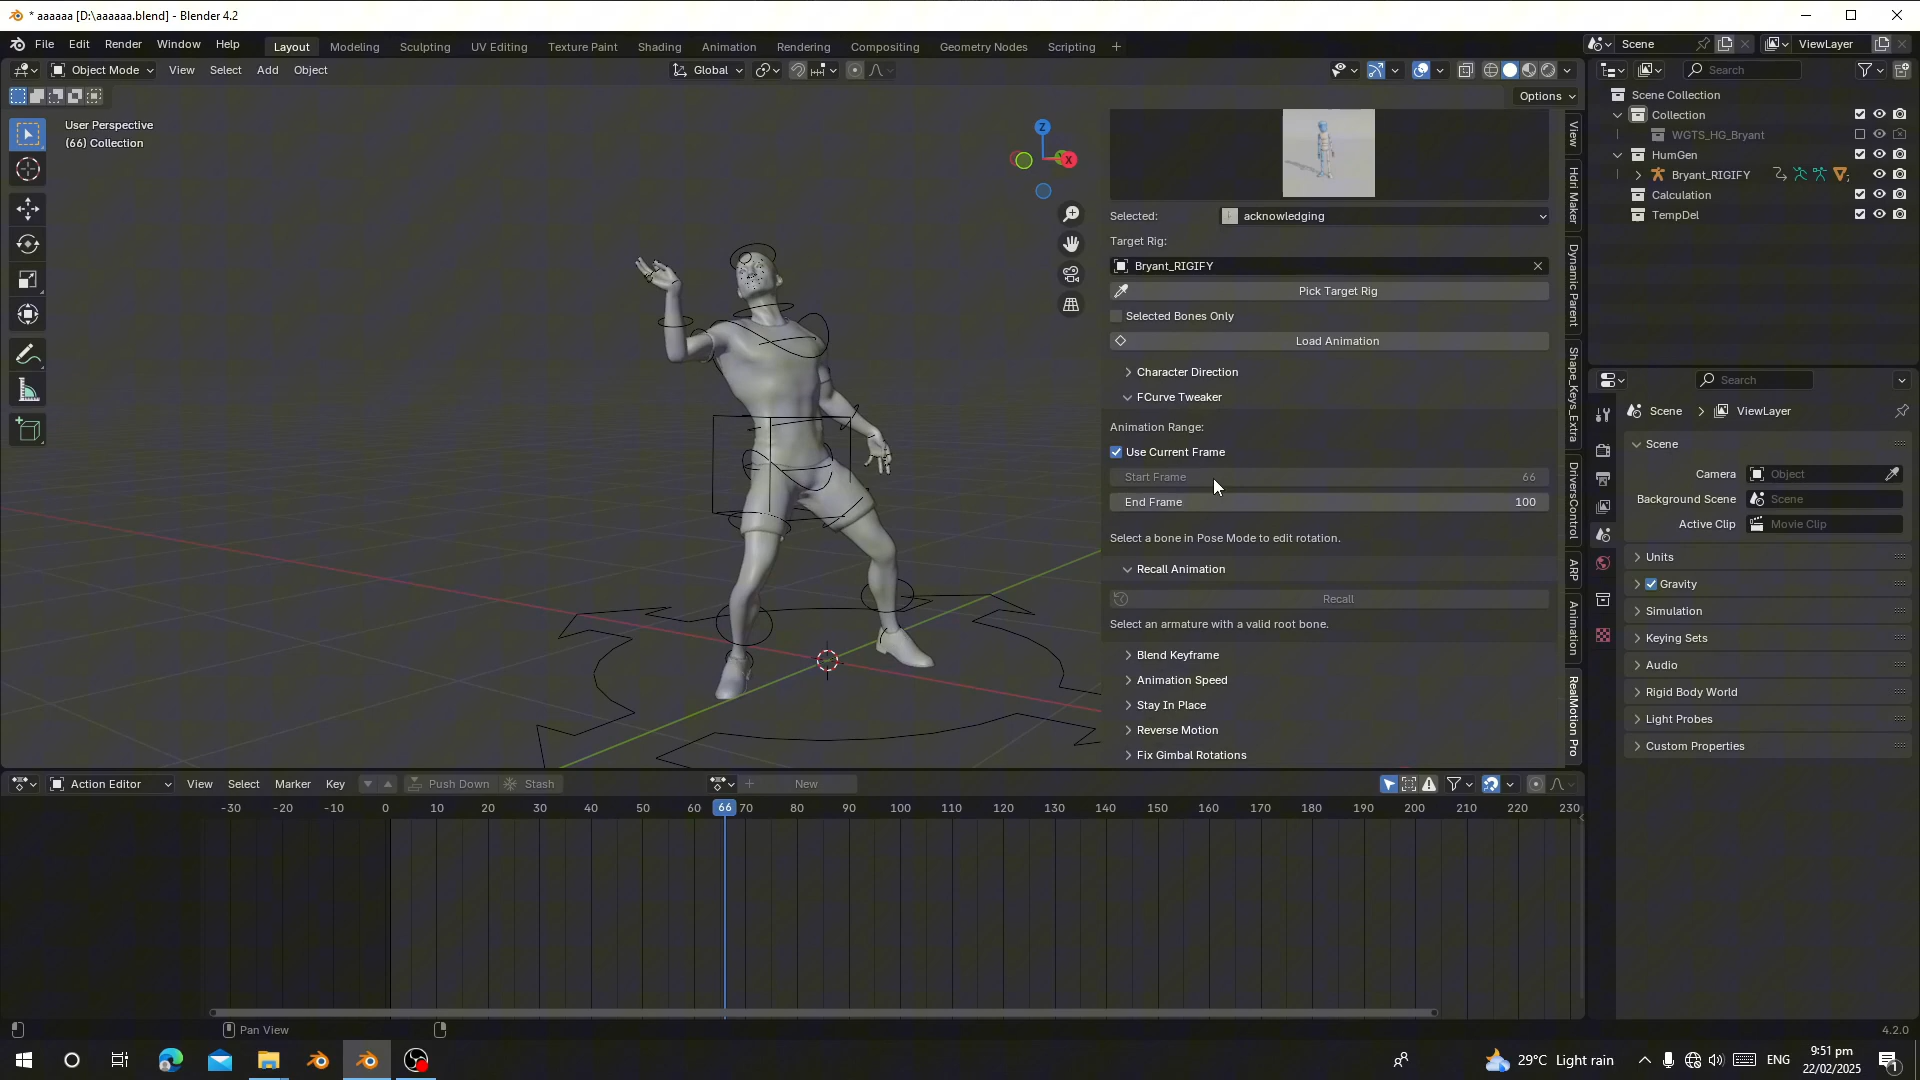 * aaaaaa [D:\aaaaaa.blend] - Blender 4.2
File Edit Render Window Help Layout Modeling Sculpting UV Editing Texture Paint Shading Animation Rendering Compositing Geometry Nodes Scripting + Scene ViewLayer
Object Mode View Select Add Object Global Search
Options
User Perspective
(66) Collection
Z
X
View
Hdri Maker
Dynamic Parent
Shape_Keys_Extra
DriversControl
ARP
Animation
RealMotion Pro
Selected: acknowledging
Target Rig:
Bryant_RIGIFY
Pick Target Rig
Selected Bones Only
Load Animation
Character Direction
FCurve Tweaker
Animation Range:
Use Current Frame
Start Frame 66
End Frame 100
Select a bone in Pose Mode to edit rotation.
Recall Animation
Recall
Select an armature with a valid root bone.
Blend Keyframe
Animation Speed
Stay In Place
Reverse Motion
Fix Gimbal Rotations
Scene Collection
Collection
WGTS_HG_Bryant
HumGen
Bryant_RIGIFY
Calculation
TempDel
Search
Scene ViewLayer
Scene
Camera Object
Background Scene Scene
Active Clip Movie Clip
Units
Gravity
Simulation
Keying Sets
Audio
Rigid Body World
Light Probes
Custom Properties
Action Editor View Select Marker Key Push Down Stash New
-30 -20 -10 0 10 20 30 40 50 60 66 70 80 90 100 110 120 130 140 150 160 170 180 190 200 210 220 230
Pan View
4.2.0
29°C Light rain ENG 9:51 pm
22/02/2025
1